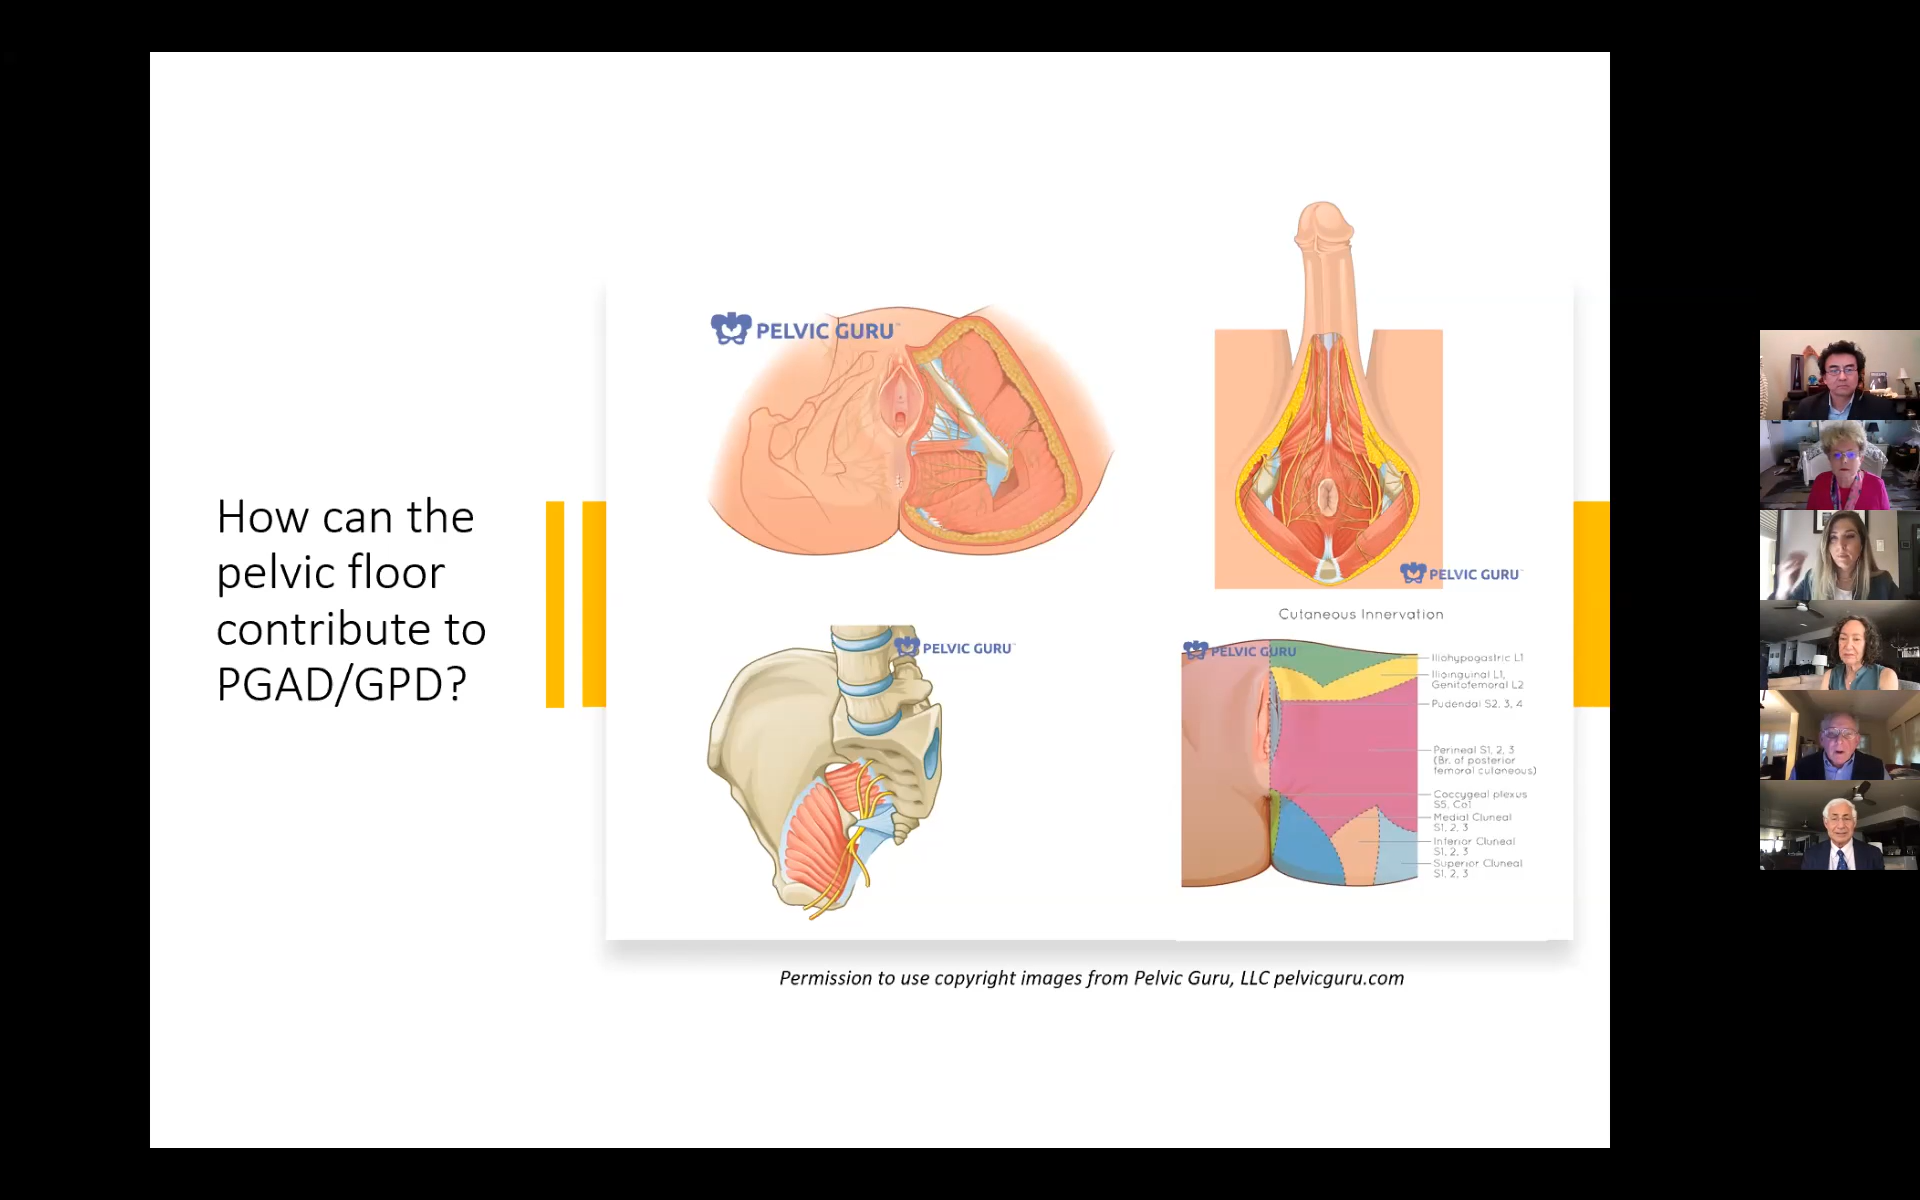 How can the
pelvic floor
contribute to
PGAD/GPD?
PELVIC GURU
PELVIC GURU
Cutaneous Innervation
PELVIC GURU
PELVIC GURU
Iliohypogastric L1
Ilioinguinal L1,
Genitofemoral L2
Pudendal S2, 3, 4
Perineal S1, 2, 3
(Br. of posterior
femoral cutaneous)
Coccygeal plexus
S5, Co1
Medial Cluneal
S1, 2, 3
Inferior Cluneal
S1, 2, 3
Superior Cluneal
S1, 2, 3
Permission to use copyright images from Pelvic Guru, LLC pelvicguru.com